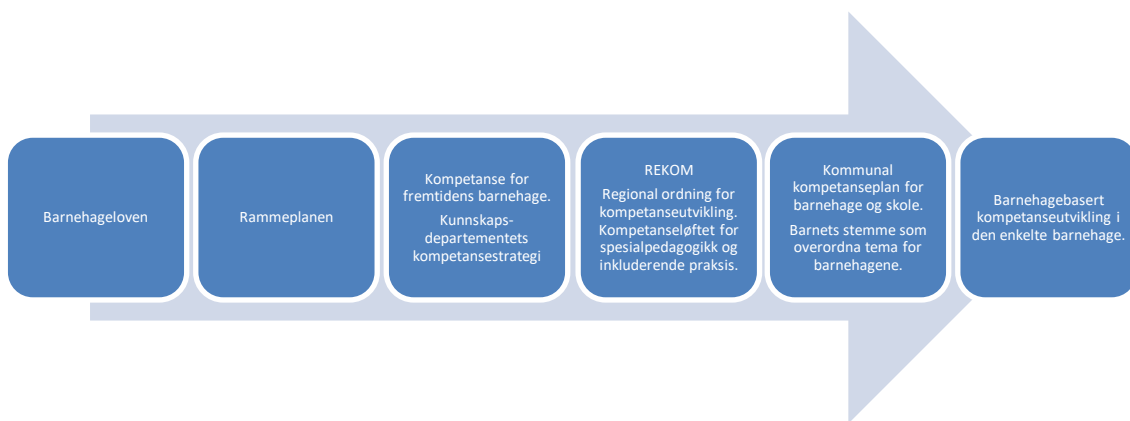 Barnehageloven
Rammeplanen
Kompetanse for
fremtidens barnehage.
Kunnskaps-
departementets
kompetansestrategi
REKOM
Regional ordning for
kompetanseutvikling.
Kompetanseløftet for
spesialpedagogikk og
inkluderende praksis.
Kommunal
kompetanseplan for
barnehage og skole.
Barnets stemme som
overordna tema for
barnehagene.
Barnehagebasert
kompetanseutvikling i
den enkelte barnehage.